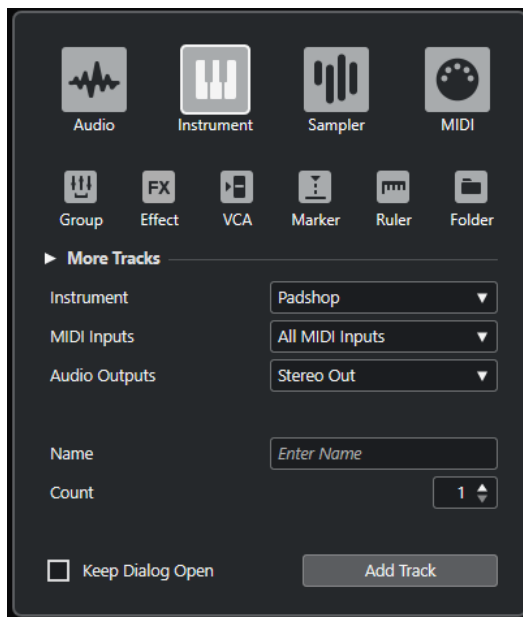 Audio Instrument Sampler MIDI
FX
Group Effect VCA Marker Ruler Folder
More Tracks
Instrument Padshop
MIDI Inputs All MIDI Inputs
Audio Outputs Stereo Out
Name Enter Name
Count 1
Keep Dialog Open Add Track